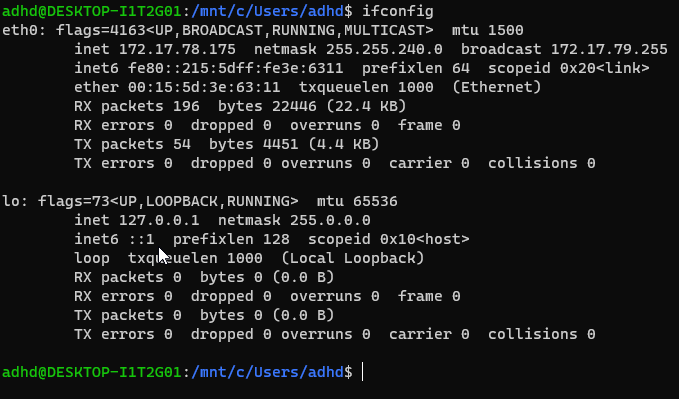 adhd@DESKTOP-I1T2G01:/mnt/c/Users/adhd$ ifconfig
eth0: flags=4163<UP,BROADCAST,RUNNING,MULTICAST>  mtu 1500
        inet 172.17.78.175  netmask 255.255.240.0  broadcast 172.17.79.255
        inet6 fe80::215:5dff:fe3e:6311  prefixlen 64  scopeid 0x20<link>
        ether 00:15:5d:3e:63:11  txqueuelen 1000  (Ethernet)
        RX packets 196  bytes 22446 (22.4 KB)
        RX errors 0  dropped 0  overruns 0  frame 0
        TX packets 54  bytes 4451 (4.4 KB)
        TX errors 0  dropped 0 overruns 0  carrier 0  collisions 0

lo: flags=73<UP,LOOPBACK,RUNNING>  mtu 65536
        inet 127.0.0.1  netmask 255.0.0.0
        inet6 ::1  prefixlen 128  scopeid 0x10<host>
        loop  txqueuelen 1000  (Local Loopback)
        RX packets 0  bytes 0 (0.0 B)
        RX errors 0  dropped 0  overruns 0  frame 0
        TX packets 0  bytes 0 (0.0 B)
        TX errors 0  dropped 0 overruns 0  carrier 0  collisions 0

adhd@DESKTOP-I1T2G01:/mnt/c/Users/adhd$